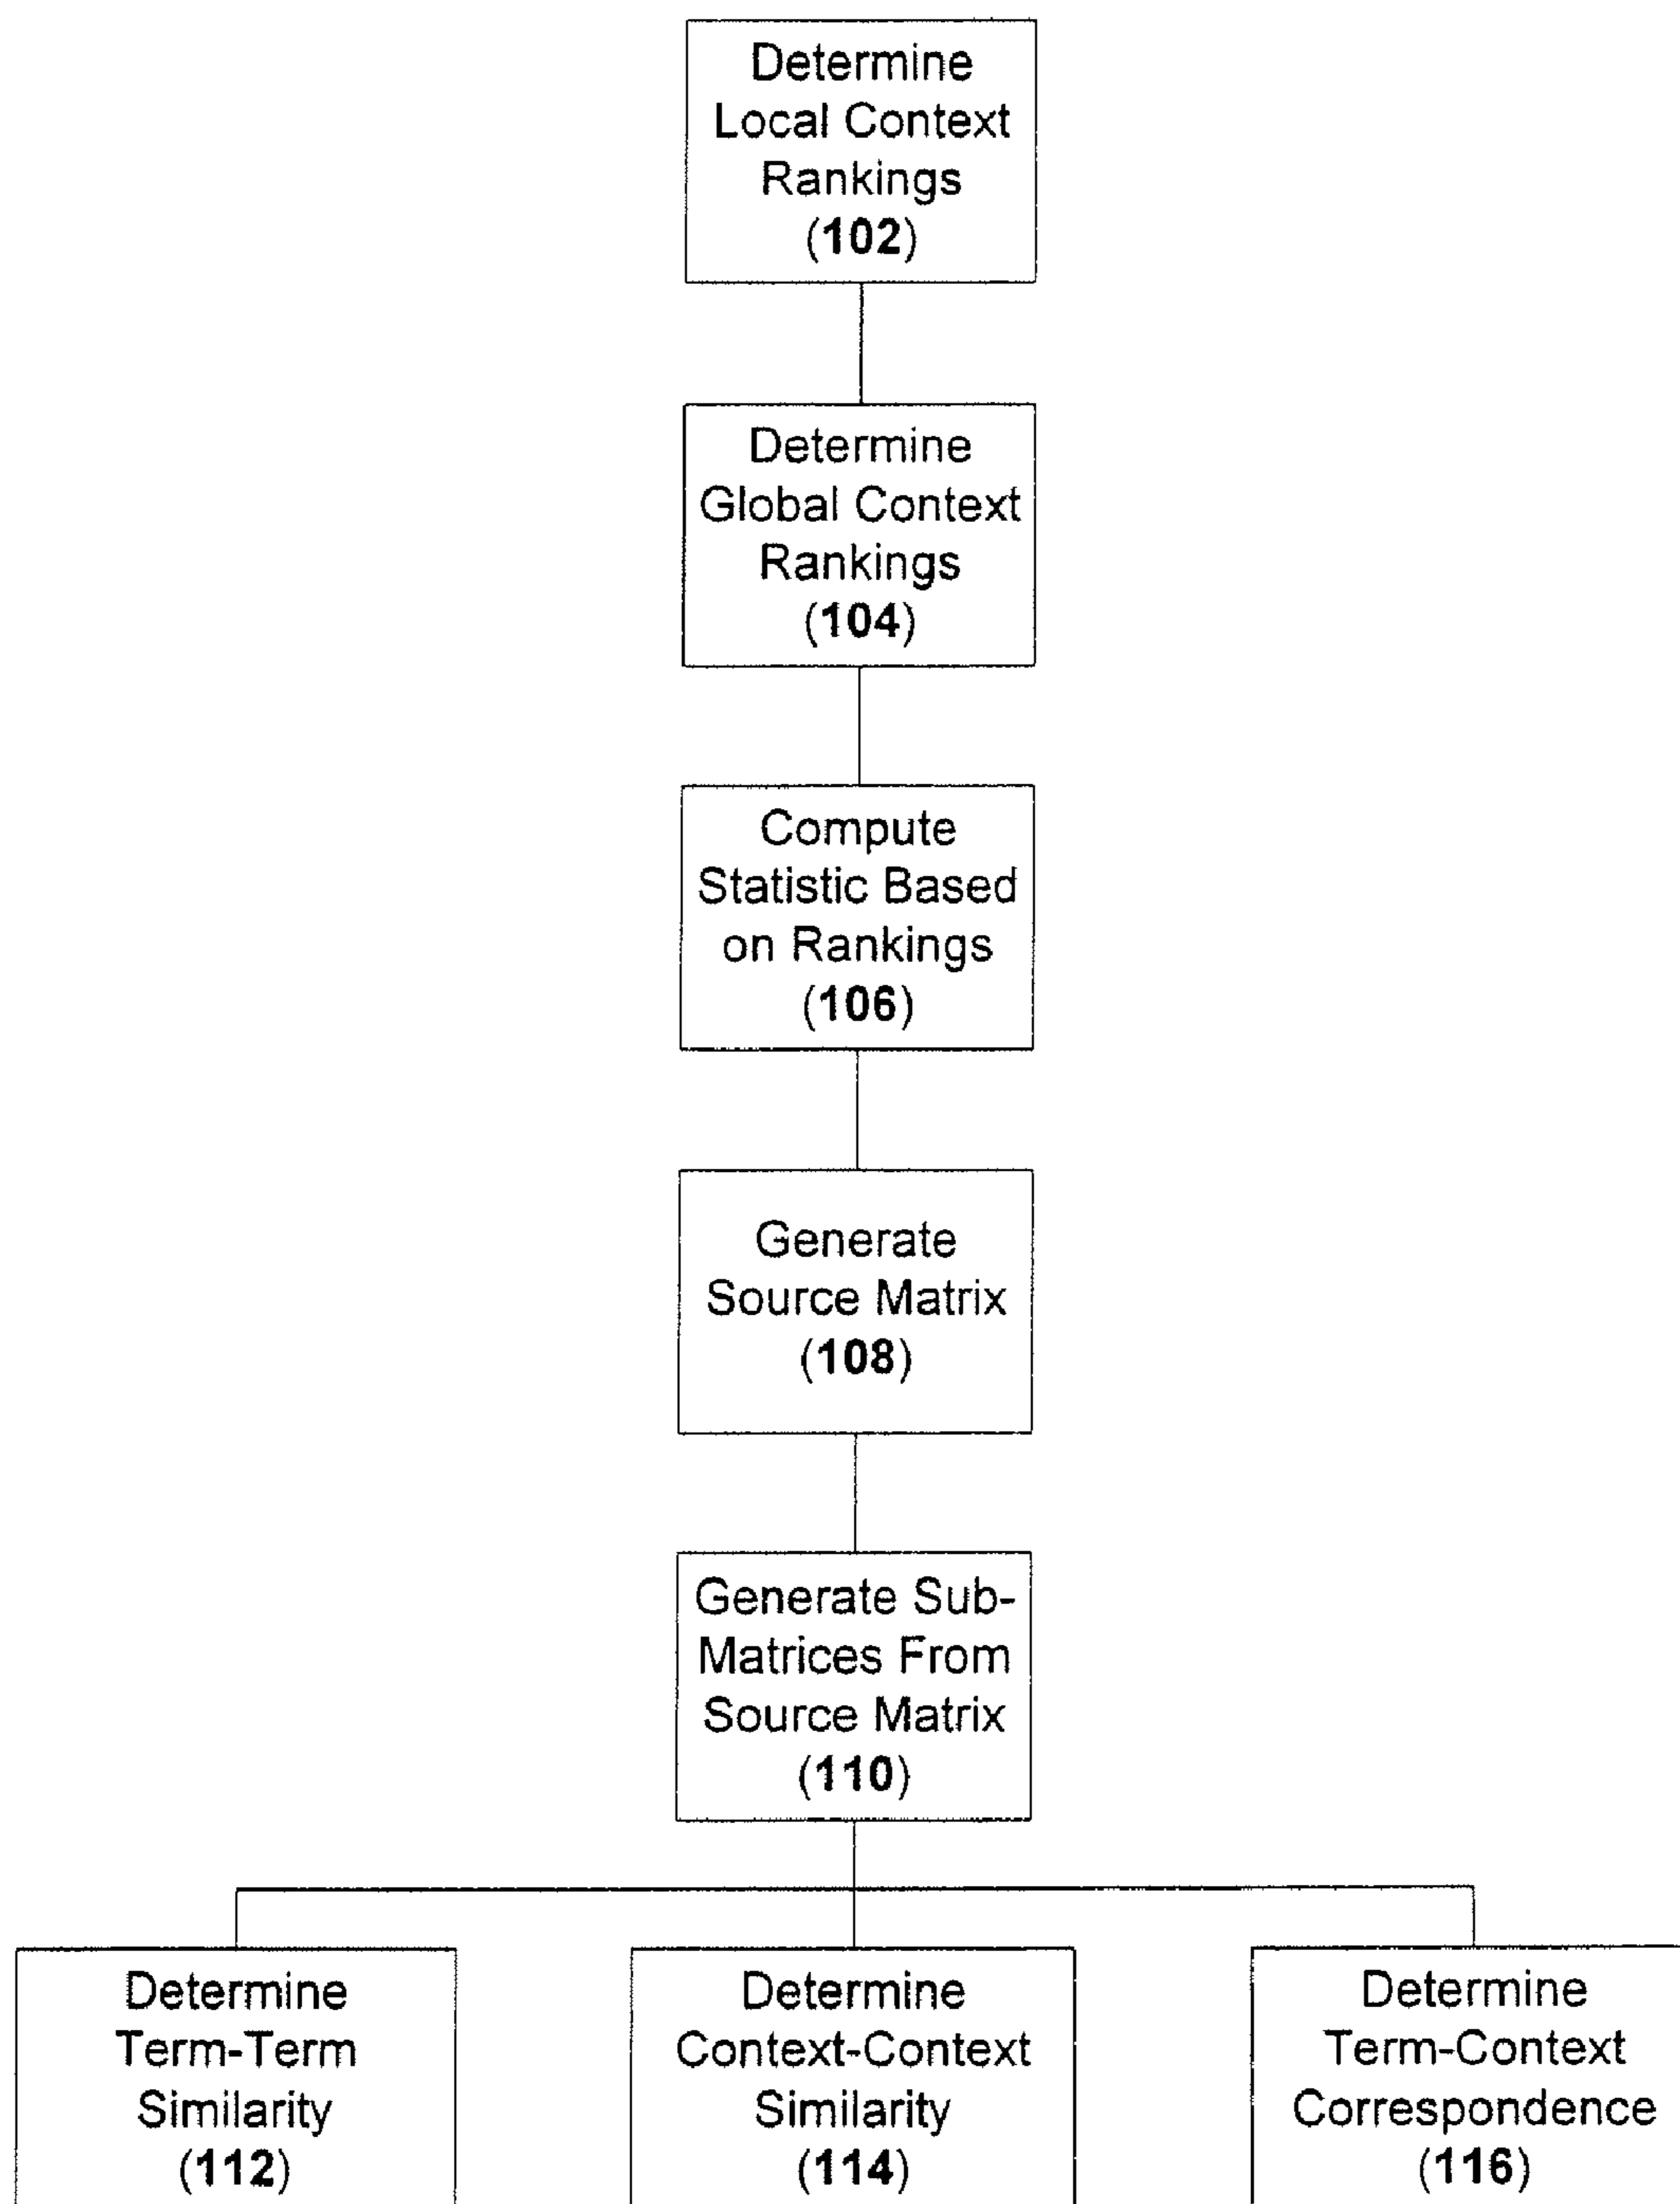 Determine
Local Context
Rankings
(102)
Determine
Global Context
Rankings
(104)
Compute
Statistic Based
on Rankings
(106)
Generate
Source Matrix
(108)
Generate Sub-
Matrices From
Source Matrix
(110)
Determine
Term-Term
Similarity
(112)
Determine
Context-Context
Similarity
(114)
Determine
Term-Context
Correspondence
(116)